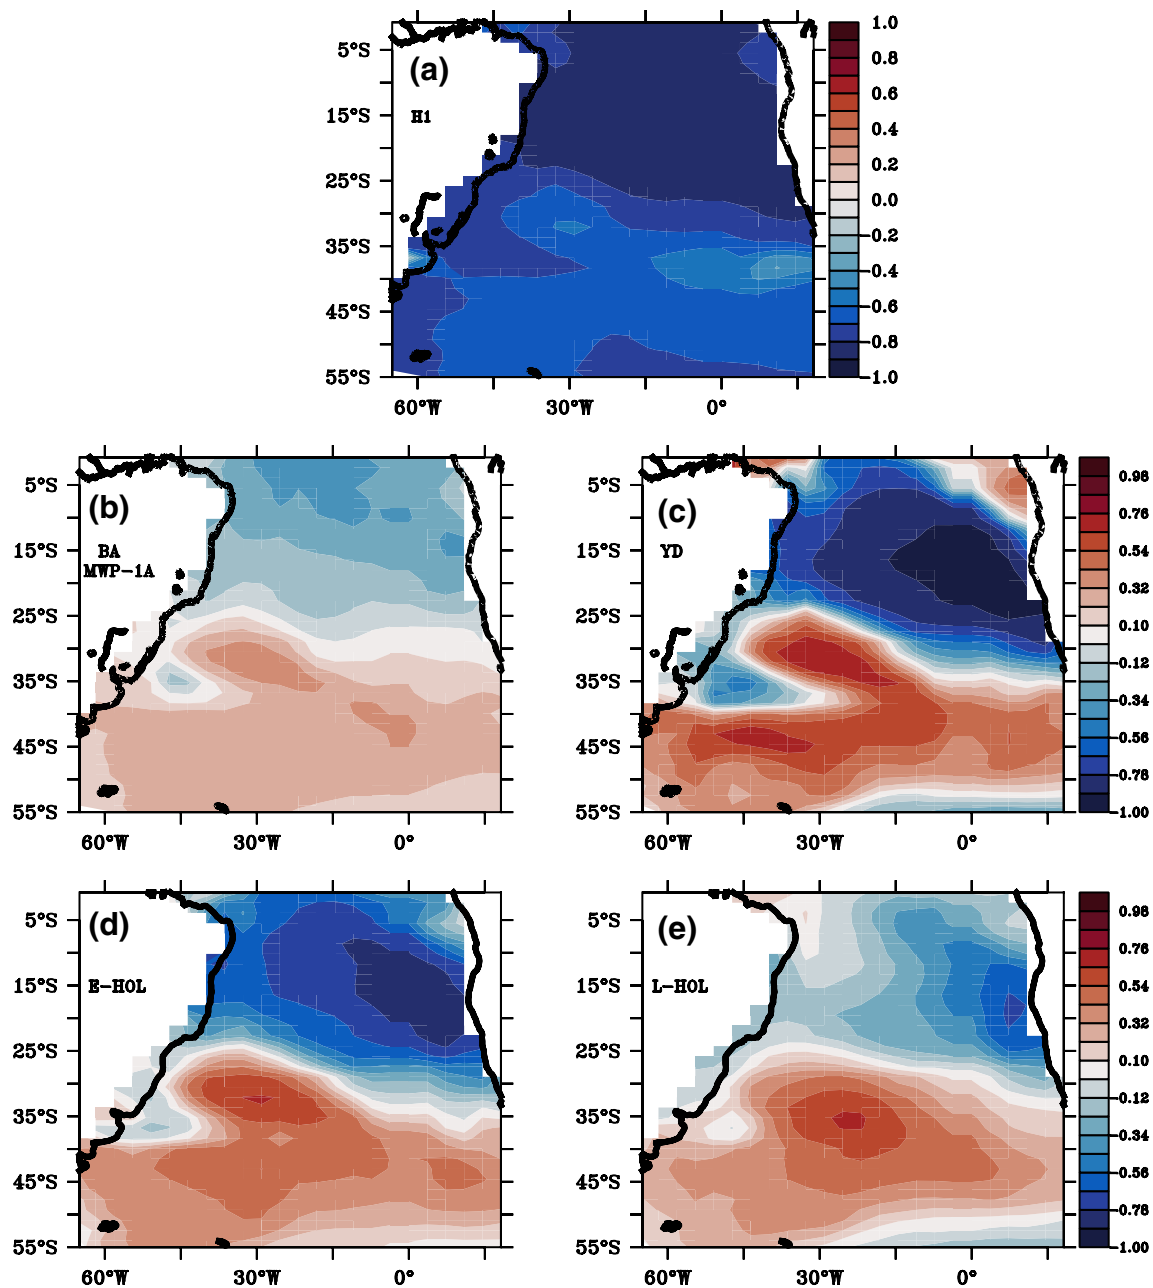 (a)
H1
5°S
15°S
25°S
35°S
45°S
55°S
60°W 30°W 0°
1.0
0.8
0.6
0.4
0.2
0.0
-0.2
-0.4
-0.6
-0.8
-1.0
(b)
BA
MWP-1A
5°S
15°S
25°S
35°S
45°S
55°S
60°W 30°W 0°
(c)
YD
5°S
15°S
25°S
35°S
45°S
55°S
60°W 30°W 0°
0.98
0.76
0.54
0.32
0.10
-0.12
-0.34
-0.56
-0.78
-1.00
(d)
E-HOL
5°S
15°S
25°S
35°S
45°S
55°S
60°W 30°W 0°
(e)
L-HOL
5°S
15°S
25°S
35°S
45°S
55°S
60°W 30°W 0°
0.98
0.76
0.54
0.32
0.10
-0.12
-0.34
-0.56
-0.78
-1.00